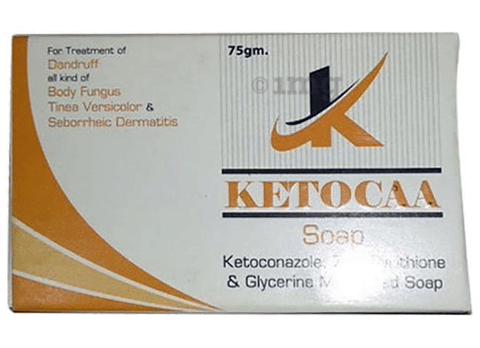 For Treatment of
Dandruff
all kind of
Body Fungus
Tinea Versicolor &
Seborrheic Dermatitis
75gm.
© 1mg
KETOCAA
Soap
Ketoconazole,
& Glycerine Soap